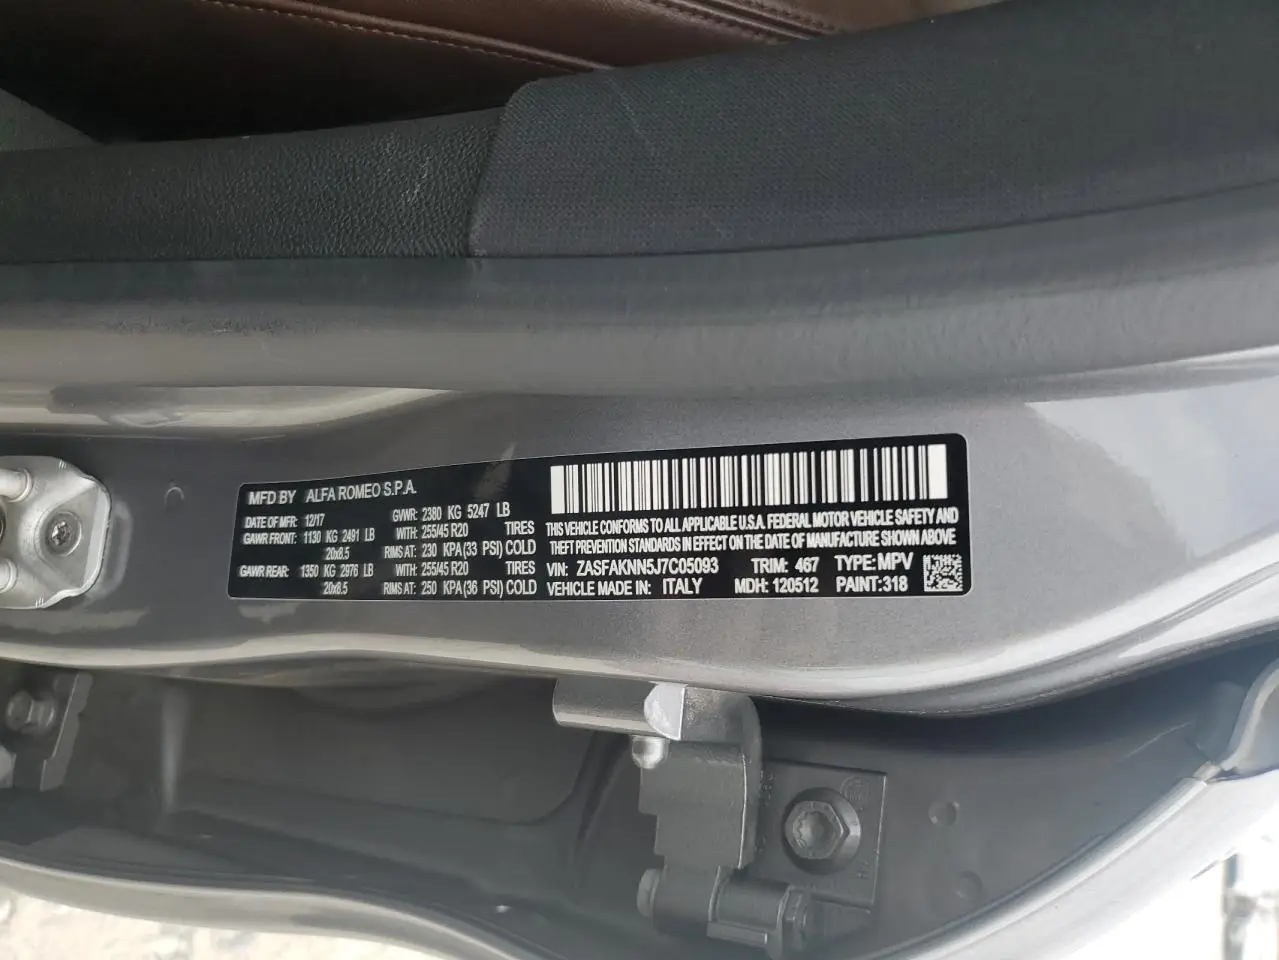 MFD BY ALFA ROMEO S.P.A.
DATE OF MFR: 12/17 GVWR: 2380 KG 5247 LB
GAWR FRONT: 1130 KG 2491 LB WITH: 255/45 R20 TIRES
20x8.5 RIMS AT: 230 KPA(33 PSI) COLD
GAWR REAR: 1350 KG 2976 LB WITH: 255/45 R20 TIRES
20x8.5 RIMS AT: 250 KPA(36 PSI) COLD
THIS VEHICLE CONFORMS TO ALL APPLICABLE U.S.A. FEDERAL MOTOR VEHICLE SAFETY AND
THEFT PREVENTION STANDARDS IN EFFECT ON THE DATE OF MANUFACTURE SHOWN ABOVE
VIN: ZASFAKNN5J7C05093 TRIM: 467 TYPE: MPV
VEHICLE MADE IN: ITALY MDH: 120512 PAINT:318